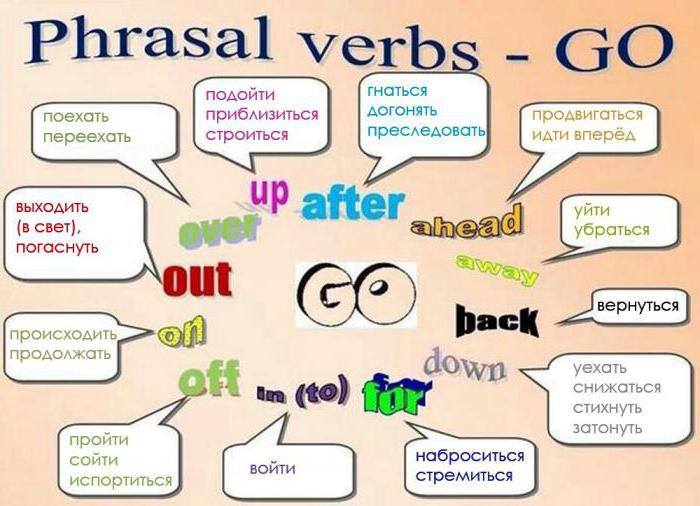 Phrasal verbs - GO
поехать
переехать
подойти
приблизиться
строиться
гнаться
догонять
преследовать
продвигаться
идти вперёд
up
after
over
ahead
выходить
(в свет),
погаснуть
уйти
убраться
away
out
GO
back
вернуться
on
происходить
продолжать
down
off
in (to)
for
уехать
снижаться
стихнуть
затонуть
пройти
сойти
испортиться
войти
наброситься
стремиться